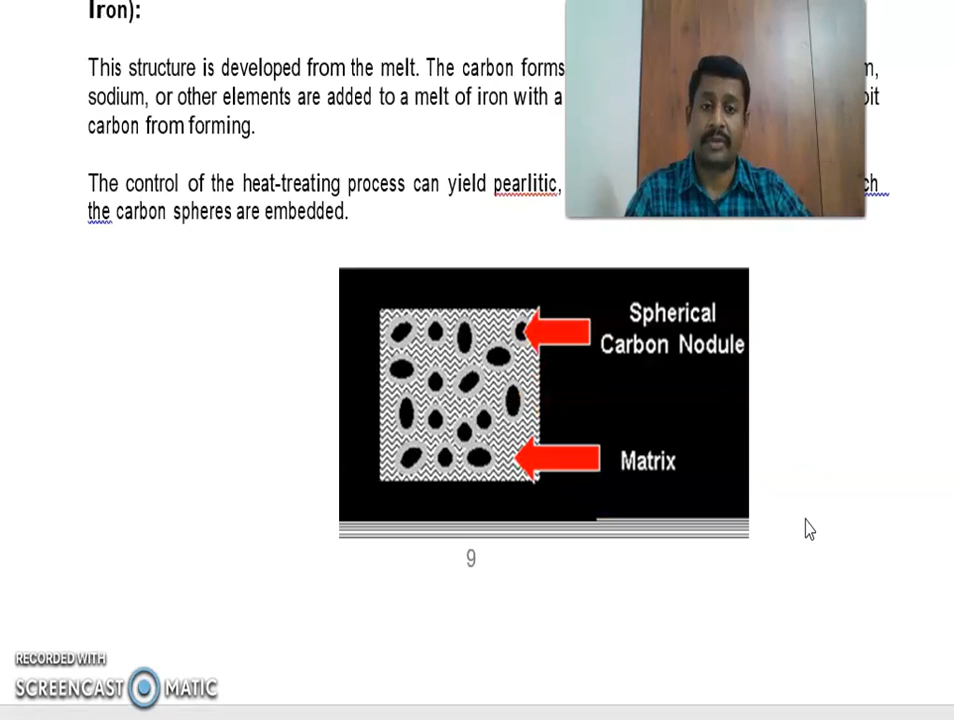 Iron):
This structure is developed from the melt. The carbon forms m,
sodium, or other elements are added to a melt of iron with a bit
carbon from forming.
The control of the heat-treating process can yield pearlitic, ch
the carbon spheres are embedded.
Spherical
Carbon Nodule
Matrix
9
RECORDED WITH
SCREENCAST MATIC